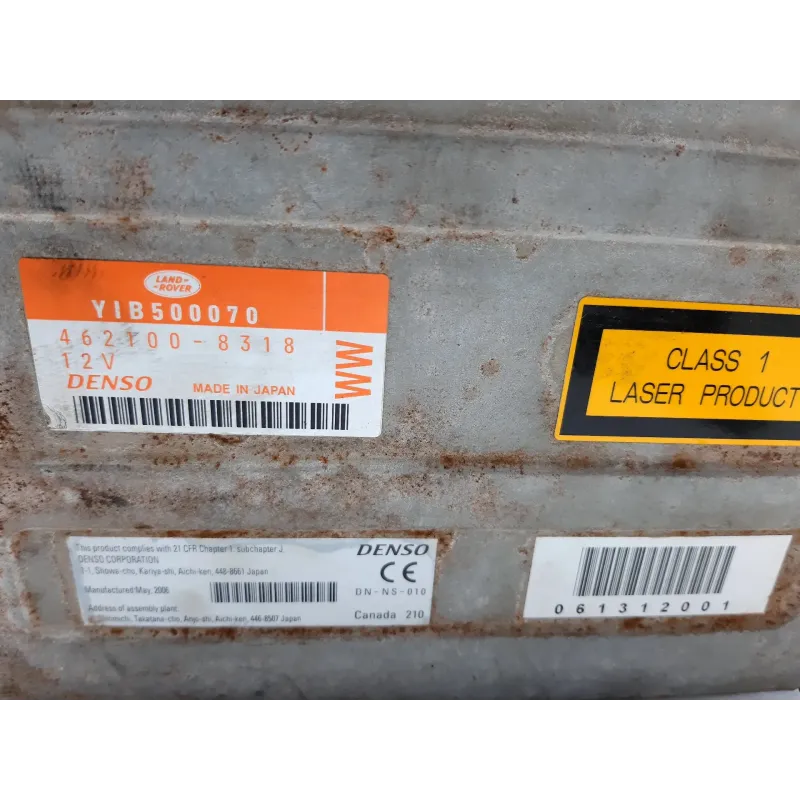 LAND-
-ROVER
YIB500070
462100-8318
12V
DENSO MADE IN JAPAN
WW
CLASS 1
LASER PRODUCT
This product complies with 21 CFR Chapter 1, subchapter J.
DENSO CORPORATION
1-1, Showa-cho, Kariya-shi, Aichi-ken, 448-8661 Japan
Manufactured May, 2006
Address of assembly plant:
Takatana-cho, Anjo-shi, Aichi-ken, 446-8507 Japan
DENSO
CE
DN-NS-010
Canada 210
061312001